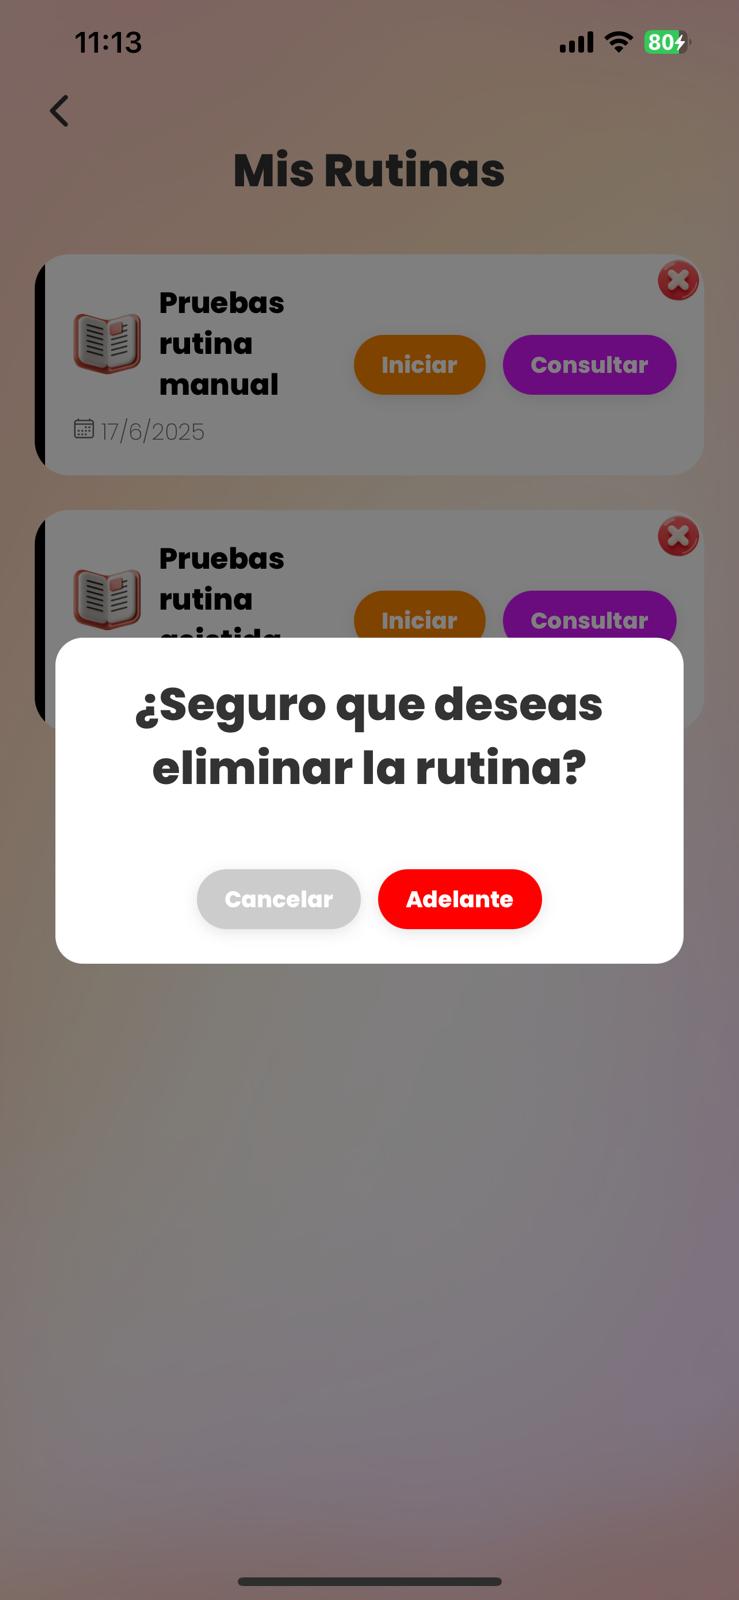 11:13
80
Mis Rutinas
Pruebas
rutina
manual
Iniciar
Consultar
17/6/2025
Pruebas
rutina
Iniciar
Consultar
¿Seguro que deseas
eliminar la rutina?
Cancelar
Adelante